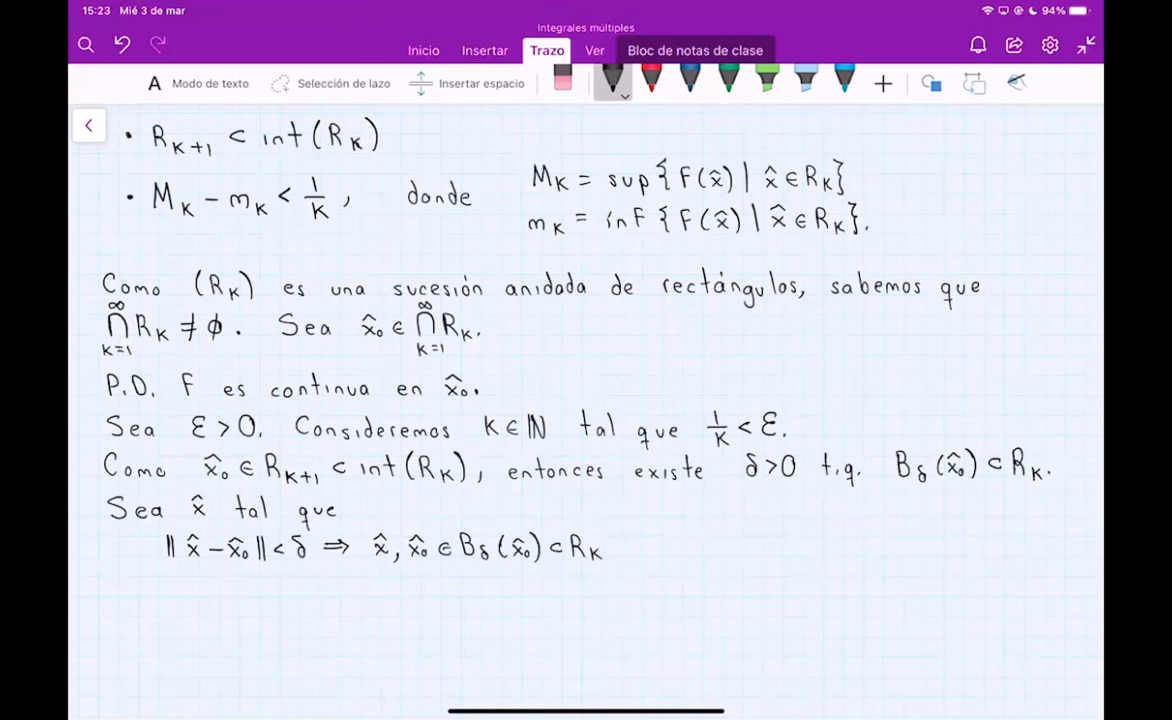 15:23 Mié 3 de mar
94%
Integrales múltiples
Inicio Insertar Trazo Ver Bloc de notas de clase
A Modo de texto Selección de lazo Insertar espacio
• R_{K+1} ⊂ int(R_K)
• M_K - m_K < 1/K, donde M_K = sup{F(x̂) | x̂ ∈ R_K}
m_K = inF {F(x̂) | x̂ ∈ R_K}.
Como (R_K) es una sucesión anidada de rectángulos, sabemos que
∩_{K=1}^∞ R_K ≠ ϕ. Sea x̂₀ ∈ ∩_{K=1}^∞ R_K.
P.D. F es continua en x̂₀.
Sea ε > 0. Consideremos K ∈ ℕ tal que 1/K < ε.
Como x̂₀ ∈ R_{K+1} ⊂ int(R_K), entonces existe δ > 0 t.q. B_δ(x̂₀) ⊂ R_K.
Sea x̂ tal que
‖x̂ - x̂₀‖ < δ ⇒ x̂, x̂₀ ∈ B_δ(x̂₀) ⊂ R_K